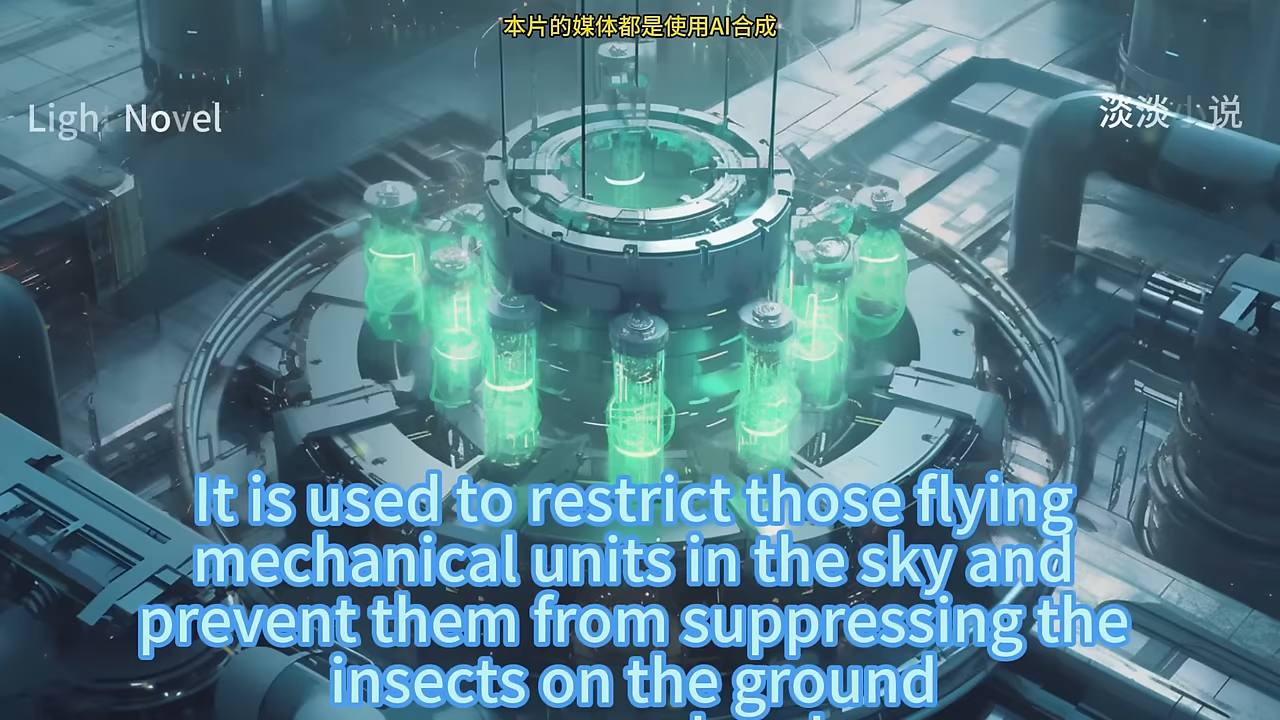 本片的媒体都是使用AI合成
Light Novel
淡淡小说
It is used to restrict those flying
mechanical units in the sky and
prevent them from suppressing the
insects on the ground